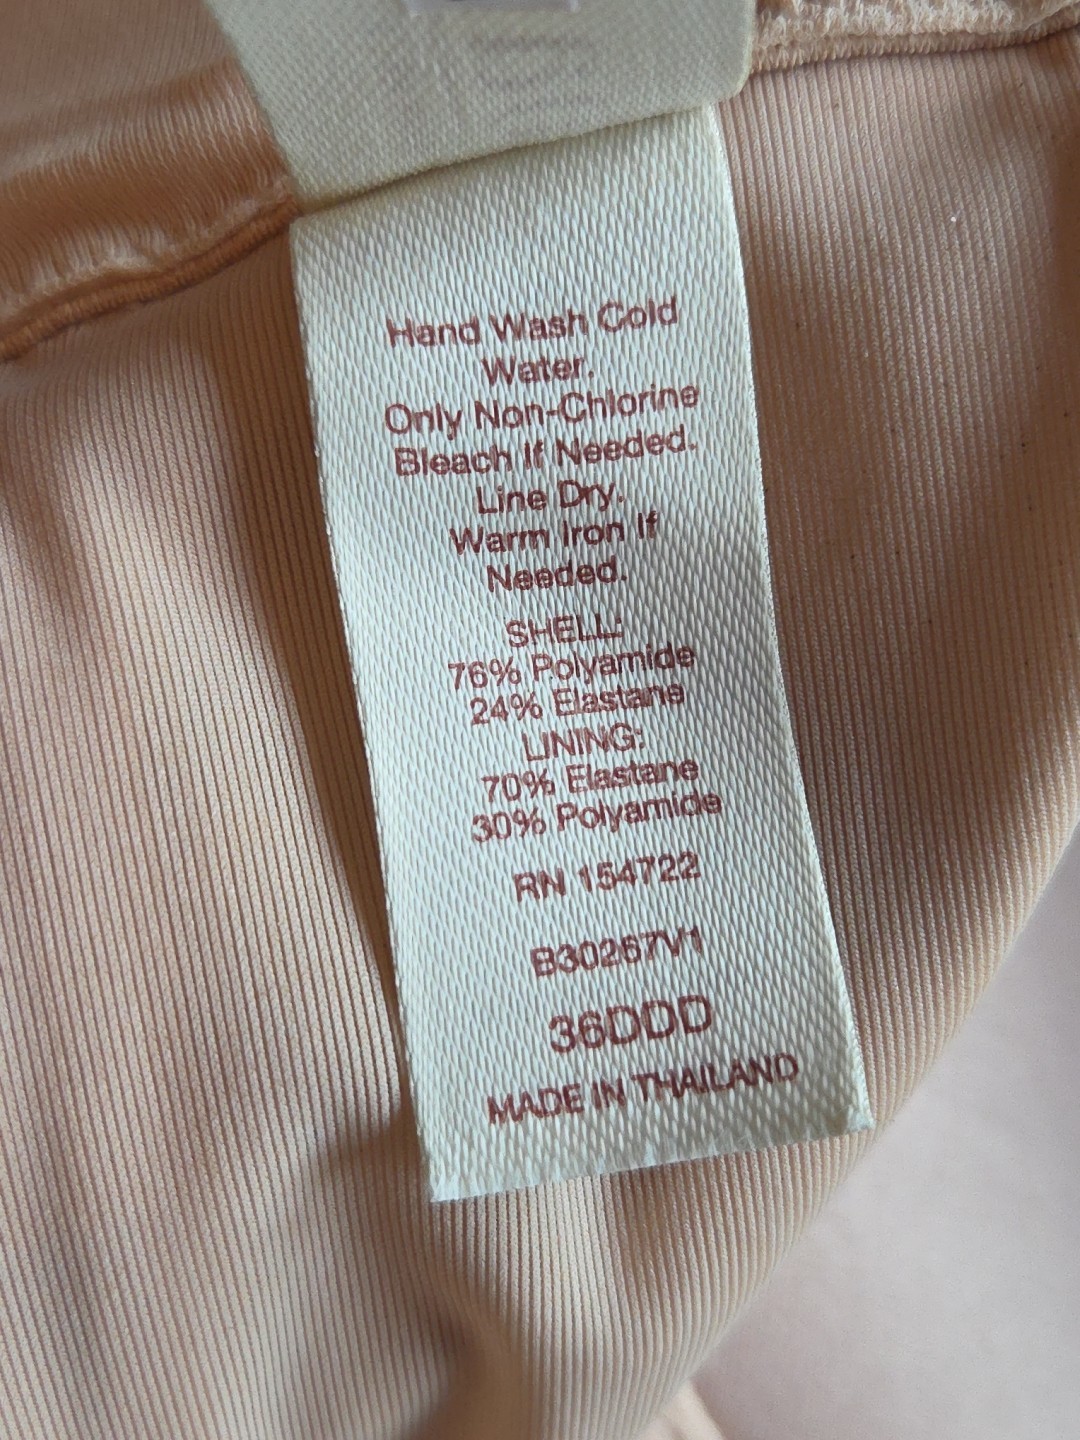 Hand Wash Cold
Water.
Only Non-Chlorine
Bleach If Needed.
Line Dry.
Warm Iron If
Needed.
SHELL:
76% Polyamide
24% Elastane
LINING:
70% Elastane
30% Polyamide
RN 154722
B30267V1
36DDD
MADE IN THAILAND